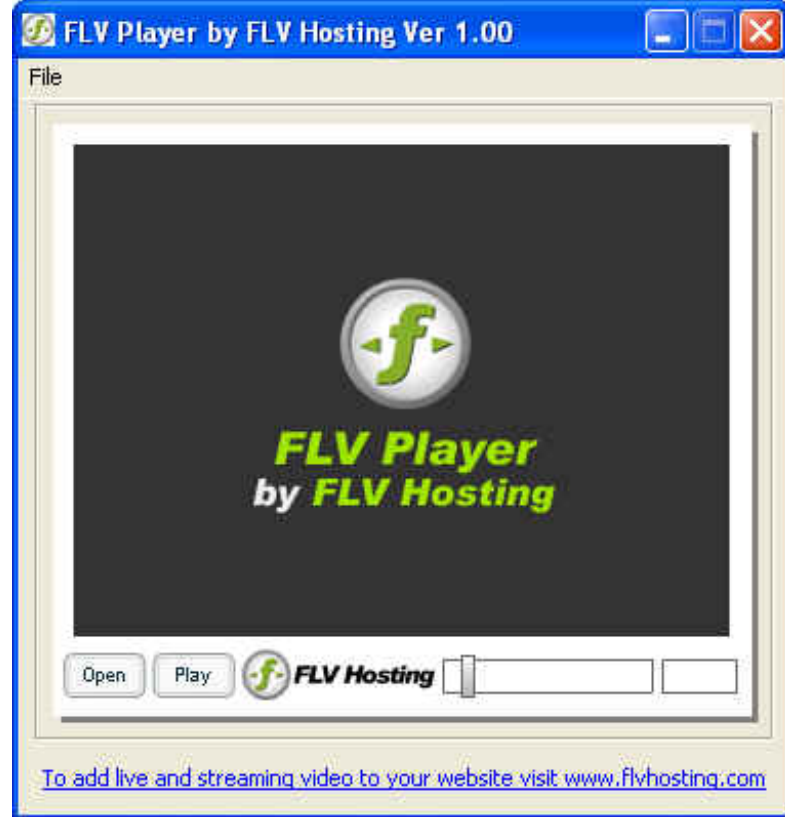 FLV Player by FLV Hosting Ver 1.00
File
f
FLV Player
by FLV Hosting
Open
Play
f
FLV Hosting
To add live and streaming video to your website visit www.flvhosting.com